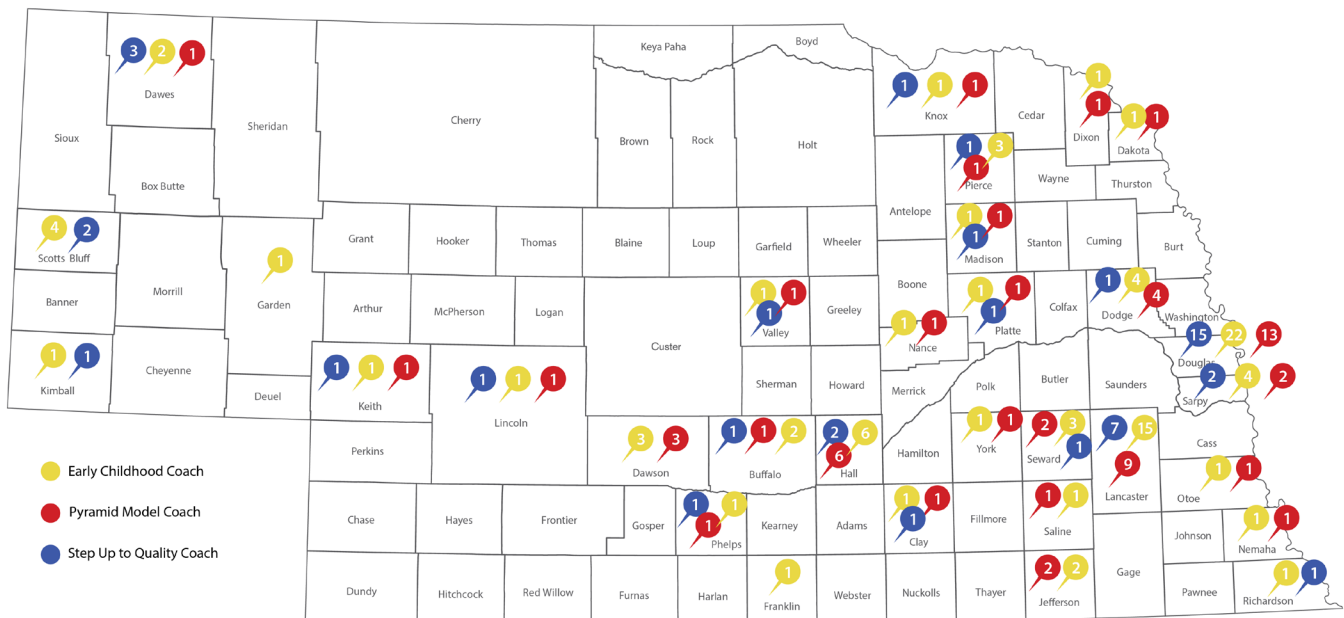 Keya Paha
Boyd
3 2 1
Dawes
Sioux
Sheridan
Cherry
Brown
Rock
Holt
1 1 1
Knox
Cedar
1
1
Dixon
1 1
Dakota
Box Butte
1 3
1
Pierce
Wayne
Thurston
Antelope
4 2
Scotts Bluff
Morrill
1
Garden
Grant
Hooker
Thomas
Blaine
Loup
Garfield
Wheeler
1 1
1
Madison
Stanton
Cuming
Burt
Banner
Arthur
McPherson
Logan
Custer
1 1
1
Valley
Greeley
Boone
1 1
Nance
1 1
1
Platte
Colfax
1 4
4
Dodge
Washington
15 22 13
Douglas
2 4 2
Sarpy
1 1
Kimball
Cheyenne
Deuel
1 1 1
Keith
1 1 1
Lincoln
Sherman
Howard
Merrick
Polk
Butler
Saunders
Perkins
3 3
Dawson
1 1 2
Buffalo
2 6
6
Hall
Hamilton
1 1
York
2 3
1
Seward
7 15
9
Lancaster
Cass
1 1
Otoe
Early Childhood Coach
Pyramid Model Coach
Step Up to Quality Coach
Chase
Hayes
Frontier
Gosper
1 1
1
Phelps
Kearney
Adams
1 1
1
Clay
Fillmore
1 1
Saline
Johnson
1 1
Nemaha
Dundy
Hitchcock
Red Willow
Furnas
Harlan
1
Franklin
Webster
Nuckolls
Thayer
2 2
Jefferson
Gage
Pawnee
1 1
Richardson